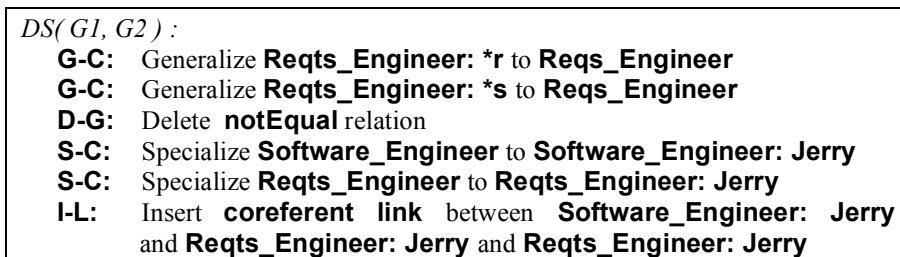 DS( G1, G2 ) :
G-C: Generalize Reqts_Engineer: *r to Reqs_Engineer
G-C: Generalize Reqts_Engineer: *s to Reqs_Engineer
D-G: Delete notEqual relation
S-C: Specialize Software_Engineer to Software_Engineer: Jerry
S-C: Specialize Reqts_Engineer to Reqts_Engineer: Jerry
I-L: Insert coreferent link between Software_Engineer: Jerry
and Reqts_Engineer: Jerry and Reqts_Engineer: Jerry